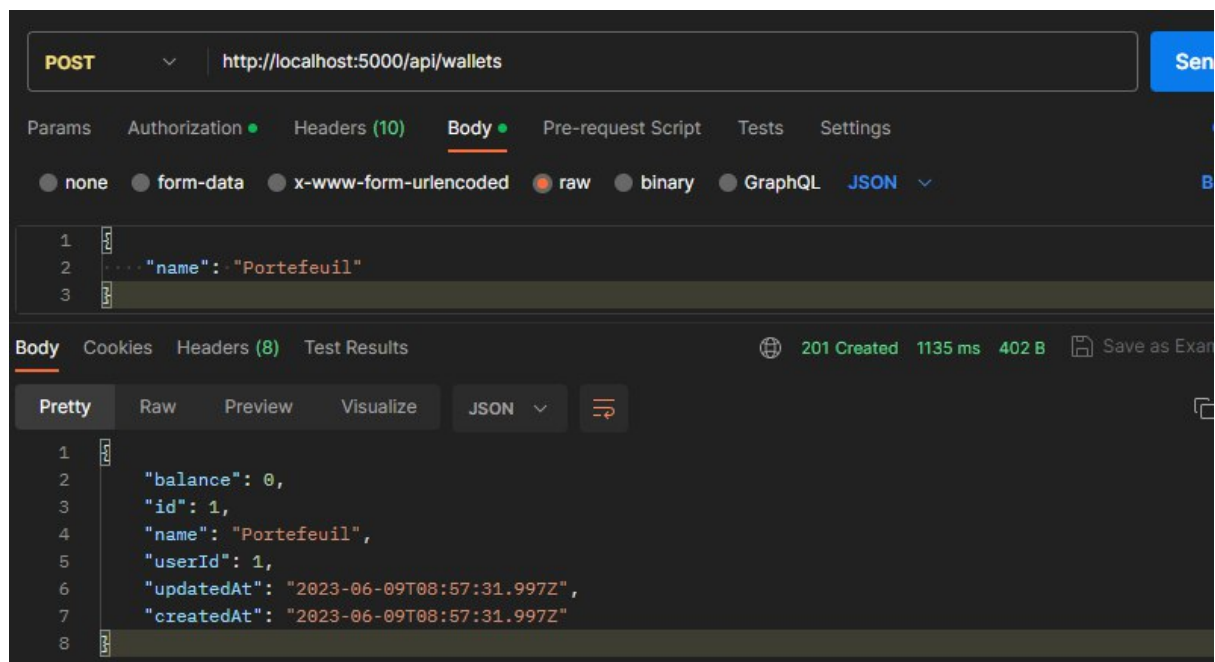 POST http://localhost:5000/api/wallets Sen
Params Authorization Headers (10) Body Pre-request Script Tests Settings
none form-data x-www-form-urlencoded raw binary GraphQL JSON B
1 {
2 "name": "Portefeuil"
3 }
Body Cookies Headers (8) Test Results 201 Created 1135 ms 402 B Save as Exam
Pretty Raw Preview Visualize JSON
1 {
2 "balance": 0,
3 "id": 1,
4 "name": "Portefeuil",
5 "userId": 1,
6 "updatedAt": "2023-06-09T08:57:31.997Z",
7 "createdAt": "2023-06-09T08:57:31.997Z"
8 }